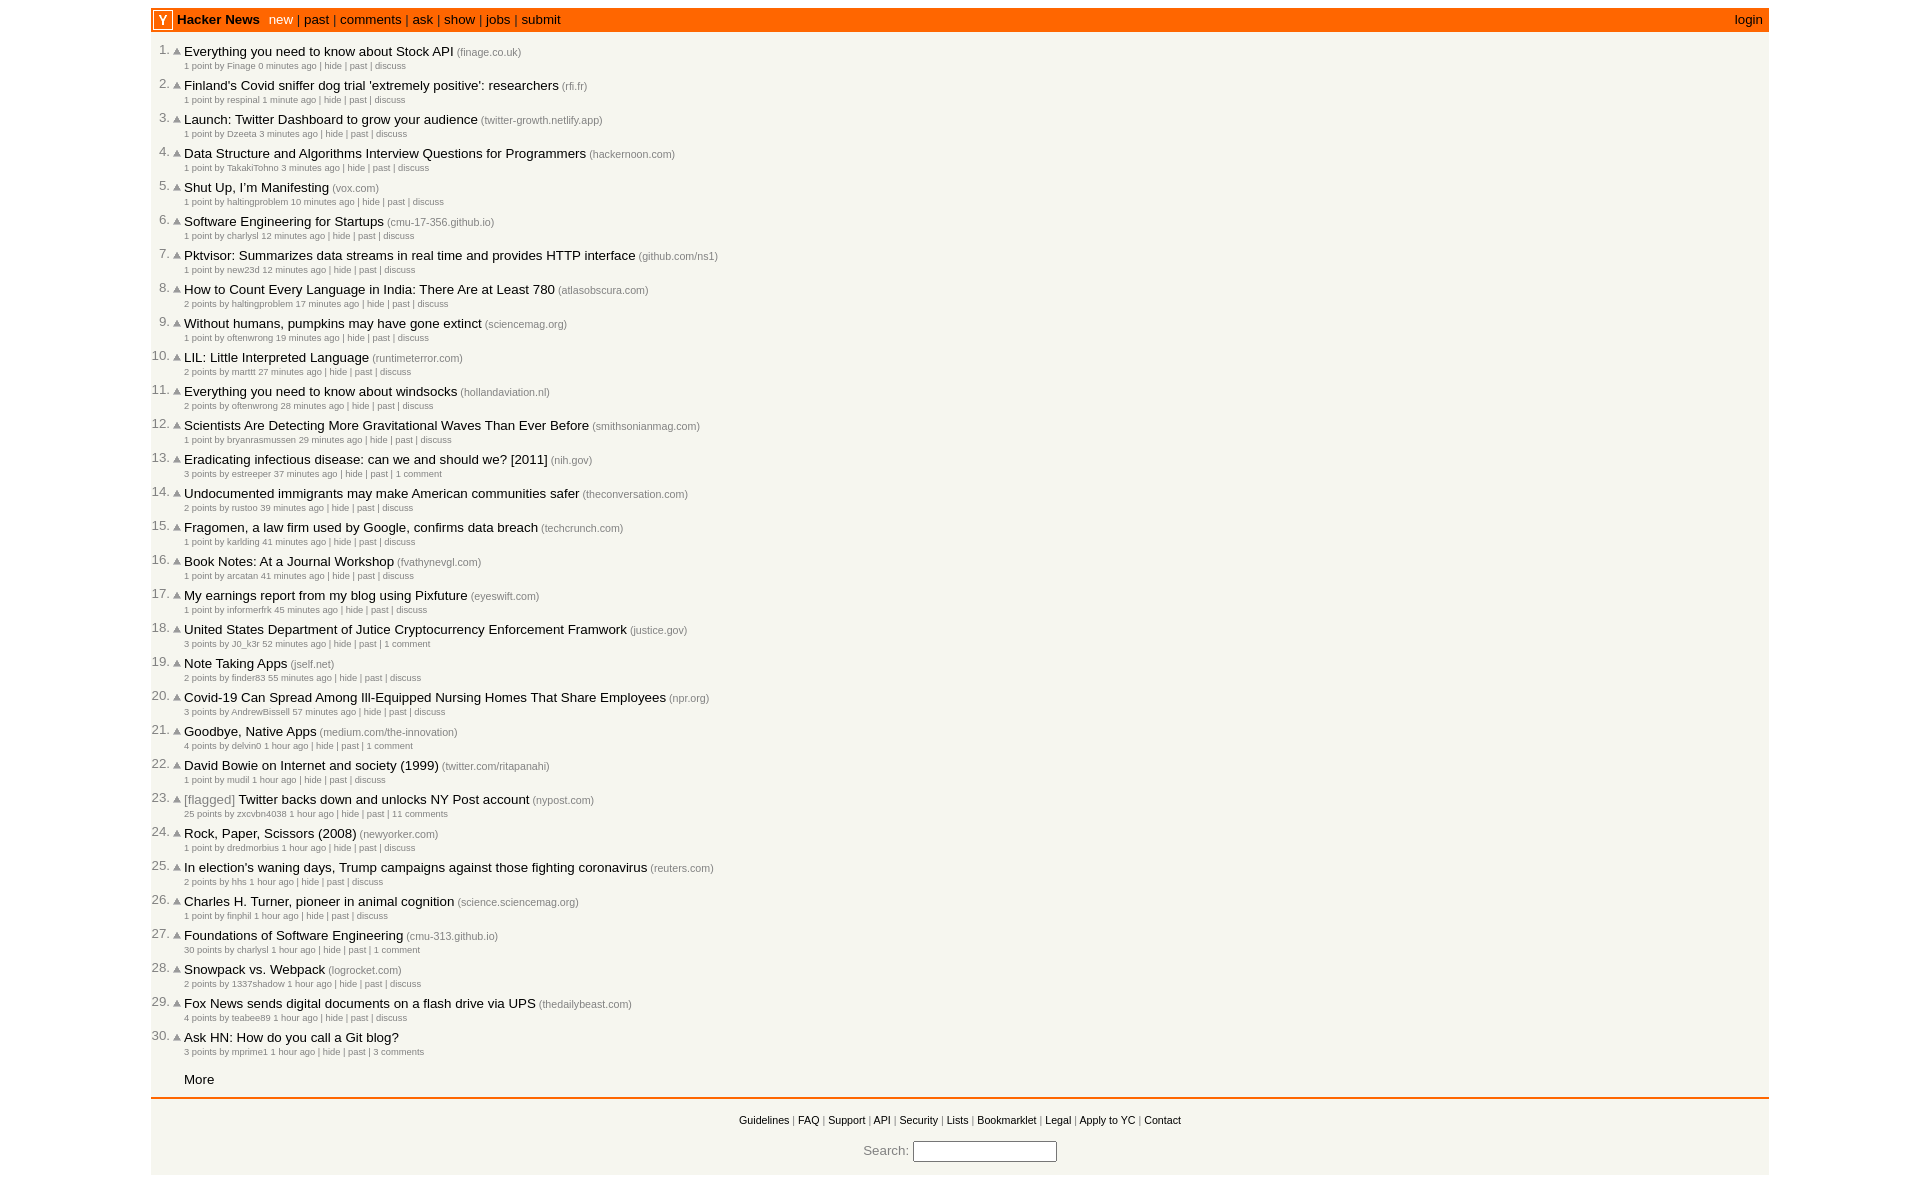 Y Hacker News new | past | comments | ask | show | jobs | submit login
1. Everything you need to know about Stock API (finage.co.uk)
1 point by Finage 0 minutes ago | hide | past | discuss
2. Finland's Covid sniffer dog trial 'extremely positive': researchers (rfi.fr)
1 point by respinal 1 minute ago | hide | past | discuss
3. Launch: Twitter Dashboard to grow your audience (twitter-growth.netlify.app)
1 point by Dzeeta 3 minutes ago | hide | past | discuss
4. Data Structure and Algorithms Interview Questions for Programmers (hackernoon.com)
1 point by TakakiTohno 3 minutes ago | hide | past | discuss
5. Shut Up, I’m Manifesting (vox.com)
1 point by haltingproblem 10 minutes ago | hide | past | discuss
6. Software Engineering for Startups (cmu-17-356.github.io)
1 point by charlysl 12 minutes ago | hide | past | discuss
7. Pktvisor: Summarizes data streams in real time and provides HTTP interface (github.com/ns1)
1 point by new23d 12 minutes ago | hide | past | discuss
8. How to Count Every Language in India: There Are at Least 780 (atlasobscura.com)
2 points by haltingproblem 17 minutes ago | hide | past | discuss
9. Without humans, pumpkins may have gone extinct (sciencemag.org)
1 point by oftenwrong 19 minutes ago | hide | past | discuss
10. LIL: Little Interpreted Language (runtimeterror.com)
2 points by marttt 27 minutes ago | hide | past | discuss
11. Everything you need to know about windsocks (hollandaviation.nl)
2 points by oftenwrong 28 minutes ago | hide | past | discuss
12. Scientists Are Detecting More Gravitational Waves Than Ever Before (smithsonianmag.com)
1 point by bryanrasmussen 29 minutes ago | hide | past | discuss
13. Eradicating infectious disease: can we and should we? [2011] (nih.gov)
3 points by estreeper 37 minutes ago | hide | past | 1 comment
14. Undocumented immigrants may make American communities safer (theconversation.com)
2 points by rustoo 39 minutes ago | hide | past | discuss
15. Fragomen, a law firm used by Google, confirms data breach (techcrunch.com)
1 point by karlding 41 minutes ago | hide | past | discuss
16. Book Notes: At a Journal Workshop (fvathynevgl.com)
1 point by arcatan 41 minutes ago | hide | past | discuss
17. My earnings report from my blog using Pixfuture (eyeswift.com)
1 point by informerfrk 45 minutes ago | hide | past | discuss
18. United States Department of Jutice Cryptocurrency Enforcement Framwork (justice.gov)
3 points by J0_k3r 52 minutes ago | hide | past | 1 comment
19. Note Taking Apps (jself.net)
2 points by finder83 55 minutes ago | hide | past | discuss
20. Covid-19 Can Spread Among Ill-Equipped Nursing Homes That Share Employees (npr.org)
3 points by AndrewBissell 57 minutes ago | hide | past | discuss
21. Goodbye, Native Apps (medium.com/the-innovation)
4 points by delvin0 1 hour ago | hide | past | 1 comment
22. David Bowie on Internet and society (1999) (twitter.com/ritapanahi)
1 point by mudil 1 hour ago | hide | past | discuss
23. [flagged] Twitter backs down and unlocks NY Post account (nypost.com)
25 points by zxcvbn4038 1 hour ago | hide | past | 11 comments
24. Rock, Paper, Scissors (2008) (newyorker.com)
1 point by dredmorbius 1 hour ago | hide | past | discuss
25. In election's waning days, Trump campaigns against those fighting coronavirus (reuters.com)
2 points by hhs 1 hour ago | hide | past | discuss
26. Charles H. Turner, pioneer in animal cognition (science.sciencemag.org)
1 point by finphil 1 hour ago | hide | past | discuss
27. Foundations of Software Engineering (cmu-313.github.io)
30 points by charlysl 1 hour ago | hide | past | 1 comment
28. Snowpack vs. Webpack (logrocket.com)
2 points by 1337shadow 1 hour ago | hide | past | discuss
29. Fox News sends digital documents on a flash drive via UPS (thedailybeast.com)
4 points by teabee89 1 hour ago | hide | past | discuss
30. Ask HN: How do you call a Git blog?
3 points by mprime1 1 hour ago | hide | past | 3 comments
More
Guidelines | FAQ | Support | API | Security | Lists | Bookmarklet | Legal | Apply to YC | Contact
Search: